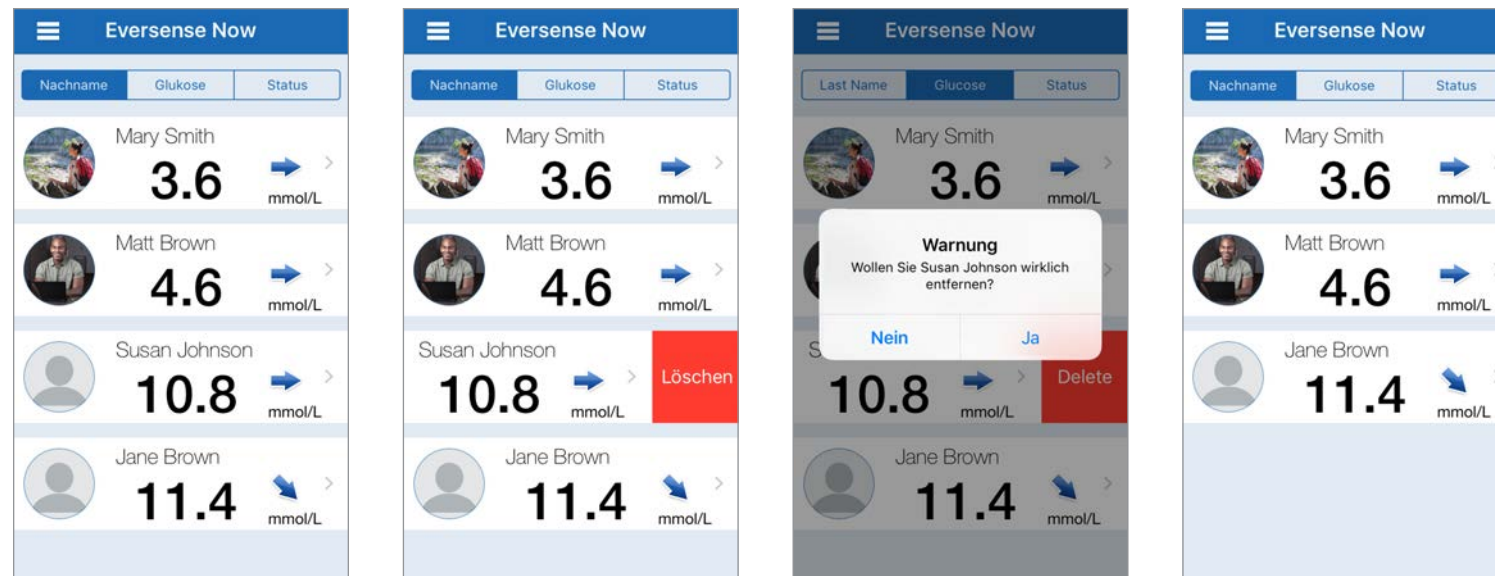 Eversense Now
Nachname Glukose Status
Mary Smith
3.6
mmol/L
Matt Brown
4.6
mmol/L
Susan Johnson
10.8
mmol/L
Jane Brown
11.4
mmol/L
Eversense Now
Nachname Glukose Status
Mary Smith
3.6
mmol/L
Matt Brown
4.6
mmol/L
Susan Johnson
10.8
mmol/L
Löschen
Jane Brown
11.4
mmol/L
Eversense Now
Last Name Glucose Status
Mary Smith
3.6
mmol/L
Warnung
Wollen Sie Susan Johnson wirklich
entfernen?
Nein Ja
S
10.8
mmol/L
Delete
Jane Brown
11.4
mmol/L
Eversense Now
Nachname Glukose Status
Mary Smith
3.6
mmol/L
Matt Brown
4.6
mmol/L
Jane Brown
11.4
mmol/L